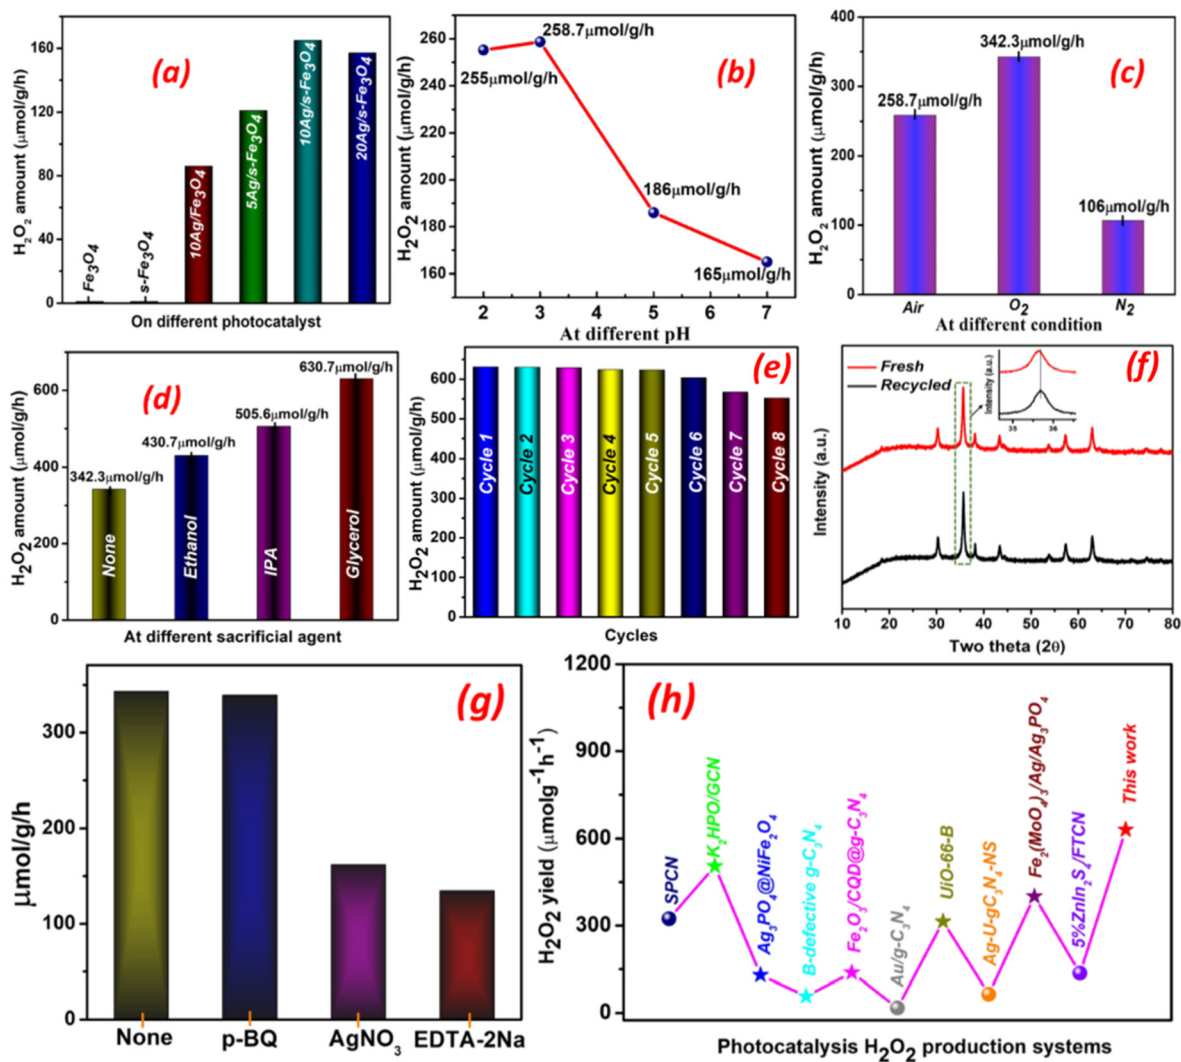 (a)
H₂O₂ amount (μmol/g/h)
160
120
80
40
0
Fe₃O₄
s-Fe₃O₄
10Ag/Fe₃O₄
5Ag/s-Fe₃O₄
10Ag/s-Fe₃O₄
20Ag/s-Fe₃O₄
On different photocatalyst
(b)
H₂O₂ amount (μmol/g/h)
260
240
220
200
180
160
258.7μmol/g/h
255μmol/g/h
186μmol/g/h
165μmol/g/h
2 3 4 5 6 7
At different pH
(c)
H₂O₂ amount (μmol/g/h)
400
300
200
100
0
258.7μmol/g/h
342.3μmol/g/h
106μmol/g/h
Air O₂ N₂
At different condition
(d)
H₂O₂ amount (μmol/g/h)
600
400
200
0
342.3μmol/g/h
430.7μmol/g/h
505.6μmol/g/h
630.7μmol/g/h
None
Ethanol
IPA
Glycerol
At different sacrificial agent
(e)
H₂O₂ amount (μmol/g/h)
600
500
400
300
200
100
0
Cycle 1
Cycle 2
Cycle 3
Cycle 4
Cycle 5
Cycle 6
Cycle 7
Cycle 8
Cycles
(f)
Fresh
Recycled
Intensity (a.u.)
35 36
Intensity (a.u.)
10 20 30 40 50 60 70 80
Two theta (2θ)
(g)
μmol/g/h
300
200
100
0
None p-BQ AgNO₃ EDTA-2Na
(h)
H₂O₂ yield (μmolg⁻¹h⁻¹)
1200
900
600
300
0
SPCN
K₂HPO/GCN
Ag₃PO₄@NiFe₂O₄
B-defective g-C₃N₄
Fe₂O₃/CQD@g-C₃N₄
Au/g-C₃N₄
UiO-66-B
Ag-U-gC₃N₄-NS
Fe₂(MoO₄)₃/Ag/Ag₃PO₄
5%ZnIn₂S₄/FTCN
This work
Photocatalysis H₂O₂ production systems